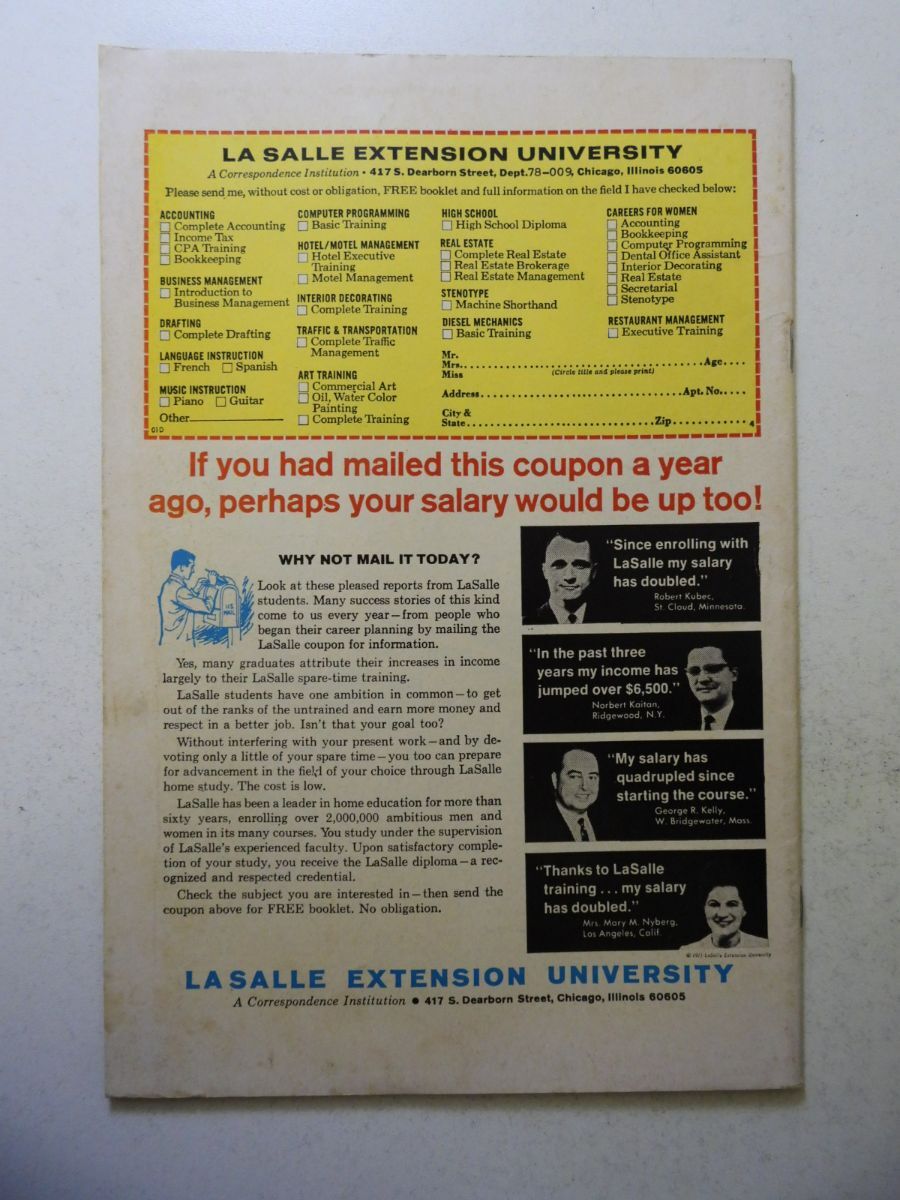 LA SALLE EXTENSION UNIVERSITY
A Correspondence Institution • 417 S. Dearborn Street, Dept. 78-009, Chicago, Illinois 60605
Please send me, without cost or obligation, FREE booklet and full information on the field I have checked below:
ACCOUNTING
Complete Accounting
Income Tax
CPA Training
Bookkeeping
BUSINESS MANAGEMENT
Introduction to
Business Management
DRAFTING
Complete Drafting
LANGUAGE INSTRUCTION
French Spanish
MUSIC INSTRUCTION
Piano Guitar
Other
01D
COMPUTER PROGRAMMING
Basic Training
HOTEL/MOTEL MANAGEMENT
Hotel Executive
Training
Motel Management
INTERIOR DECORATING
Complete Training
TRAFFIC & TRANSPORTATION
Complete Traffic
Management
ART TRAINING
Commercial Art
Oil, Water Color
Painting
Complete Training
HIGH SCHOOL
High School Diploma
REAL ESTATE
Complete Real Estate
Real Estate Brokerage
Real Estate Management
STENOTYPE
Machine Shorthand
DIESEL MECHANICS
Basic Training
CAREERS FOR WOMEN
Accounting
Bookkeeping
Computer Programming
Dental Office Assistant
Interior Decorating
Real Estate
Secretarial
Stenotype
RESTAURANT MANAGEMENT
Executive Training
Mr.
Mrs. Age
Miss (Circle title and please print)
Address Apt. No.
City &
State Zip 4
If you had mailed this coupon a year
ago, perhaps your salary would be up too!
WHY NOT MAIL IT TODAY?
U.S.
MAIL
Look at these pleased reports from LaSalle
students. Many success stories of this kind
come to us every year—from people who
began their career planning by mailing the
LaSalle coupon for information.
Yes, many graduates attribute their increases in income
largely to their LaSalle spare-time training.
LaSalle students have one ambition in common—to get
out of the ranks of the untrained and earn more money and
respect in a better job. Isn't that your goal too?
Without interfering with your present work—and by de-
voting only a little of your spare time—you too can prepare
for advancement in the field of your choice through LaSalle
home study. The cost is low.
LaSalle has been a leader in home education for more than
sixty years, enrolling over 2,000,000 ambitious men and
women in its many courses. You study under the supervision
of LaSalle's experienced faculty. Upon satisfactory comple-
tion of your study, you receive the LaSalle diploma—a rec-
ognized and respected credential.
Check the subject you are interested in—then send the
coupon above for FREE booklet. No obligation.
"Since enrolling with
LaSalle my salary
has doubled."
Robert Kubec,
St. Cloud, Minnesota.
"In the past three
years my income has
jumped over $6,500."
Norbert Kaitan,
Ridgewood, N.Y.
"My salary has
quadrupled since
starting the course."
George R. Kelly,
W. Bridgewater, Mass.
"Thanks to LaSalle
training . . . my salary
has doubled."
Mrs. Mary M. Nyberg,
Los Angeles, Calif.
© 1971 LaSalle Extension University
LASALLE EXTENSION UNIVERSITY
A Correspondence Institution • 417 S. Dearborn Street, Chicago, Illinois 60605